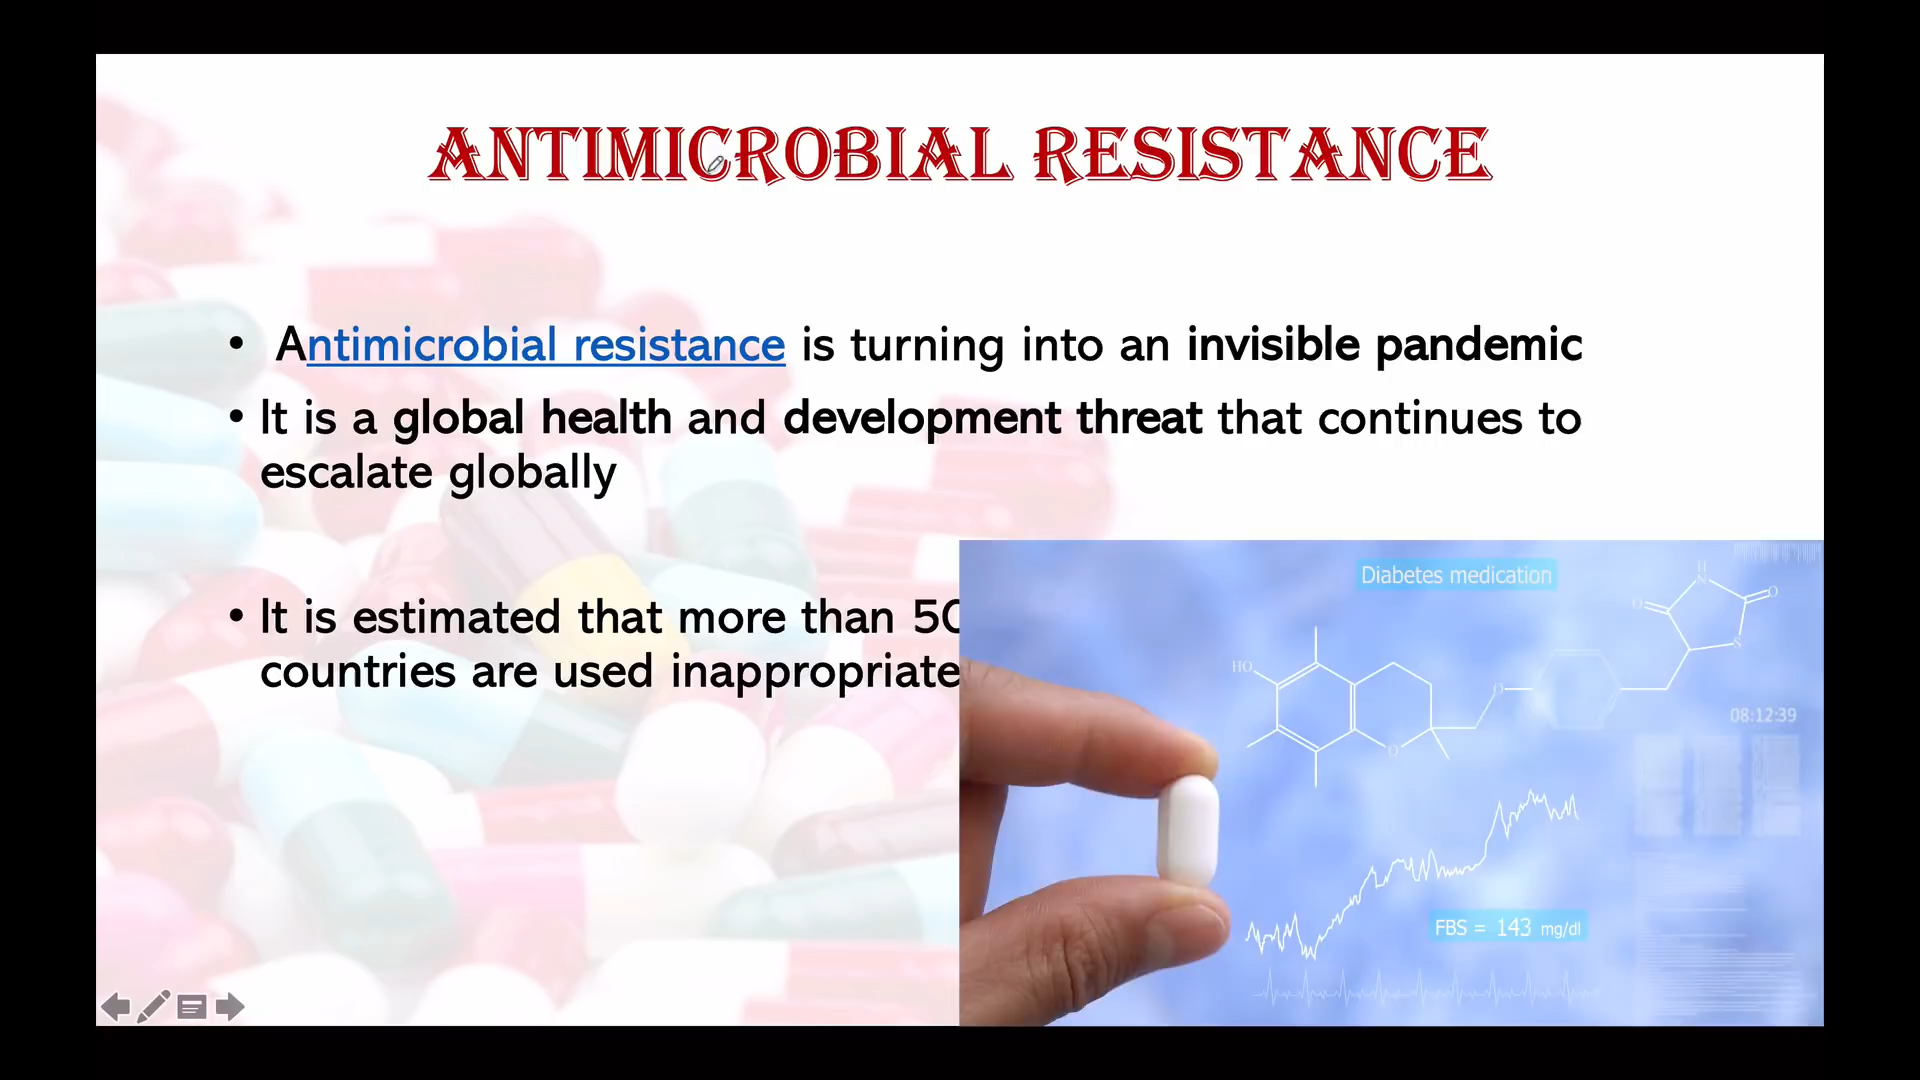 ANTIMICROBIAL RESISTANCE
• Antimicrobial resistance is turning into an invisible pandemic
• It is a global health and development threat that continues to
escalate globally
• It is estimated that more than 50
countries are used inappropriate
Diabetes medication
H
N
O
O
S
HO
O
O
08:12:39
FBS = 143 mg/dl